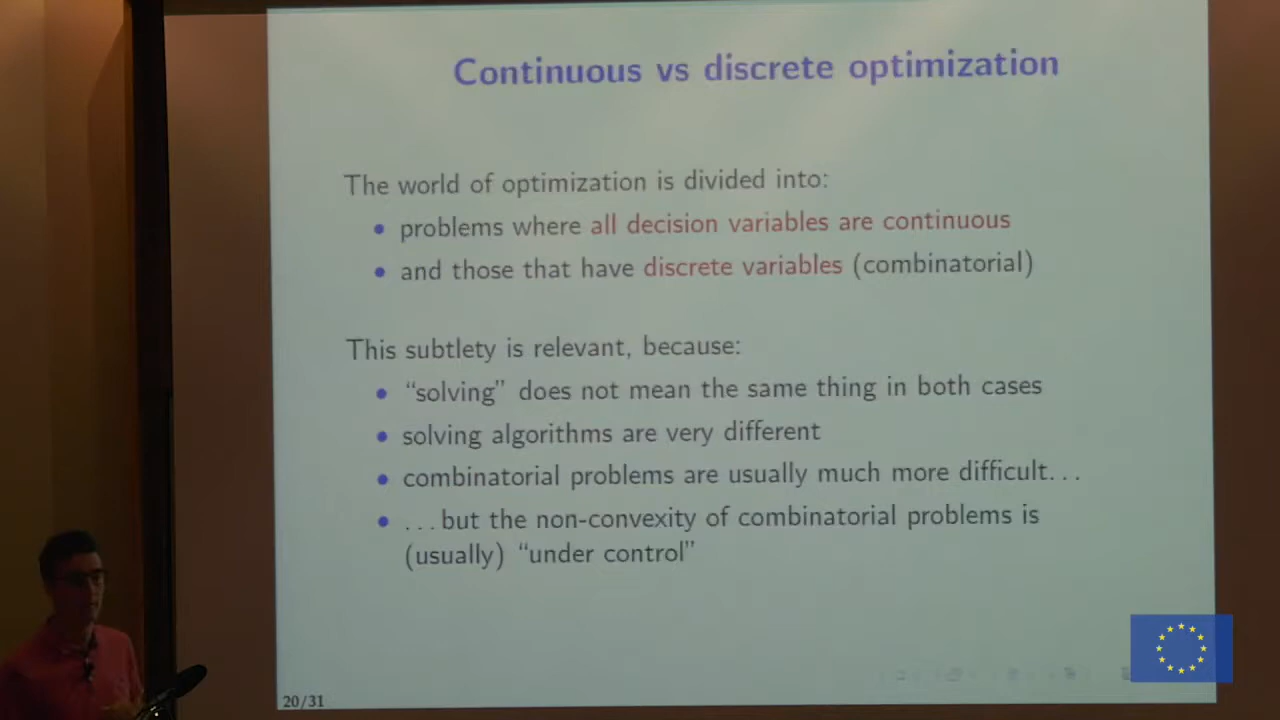 Continuous vs discrete optimization
The world of optimization is divided into:
• problems where all decision variables are continuous
• and those that have discrete variables (combinatorial)
This subtlety is relevant, because:
• “solving” does not mean the same thing in both cases
• solving algorithms are very different
• combinatorial problems are usually much more difficult. . .
• . . . but the non-convexity of combinatorial problems is
(usually) “under control”
20/31